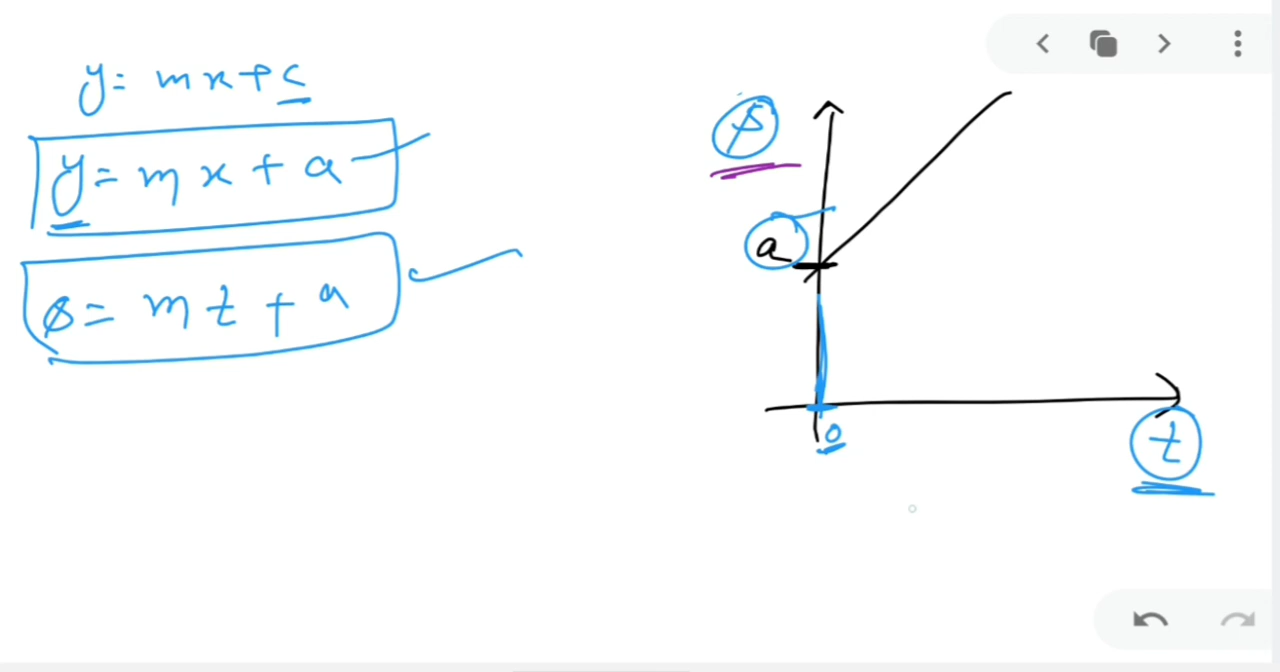 y = mx + c
y = mx + a
s = mt + a
s
a
0
t